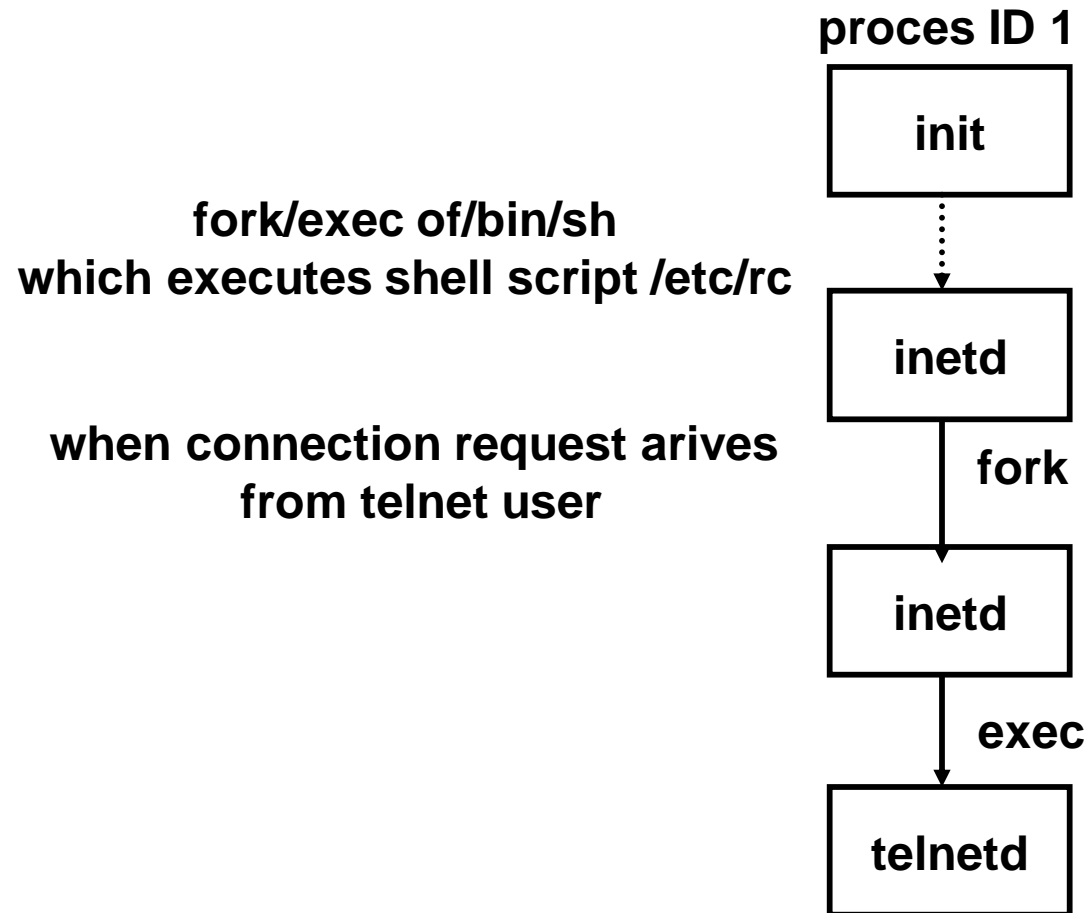 proces ID 1
init
fork/exec of/bin/sh
which executes shell script /etc/rc
inetd
when connection request arives
from telnet user
fork
inetd
exec
telnetd